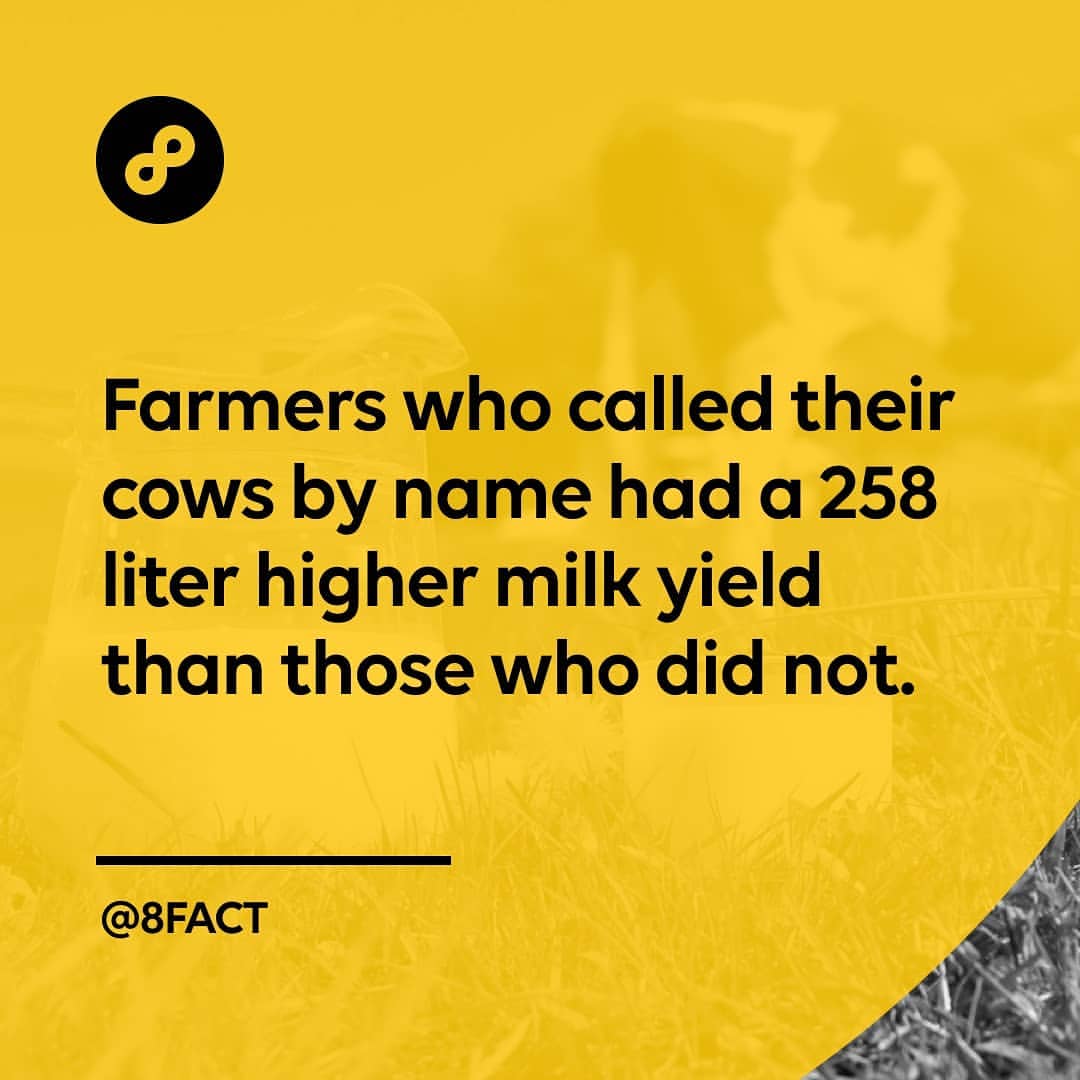 Farmers who called their
cows by name had a 258
liter higher milk yield
than those who did not.
@8FACT